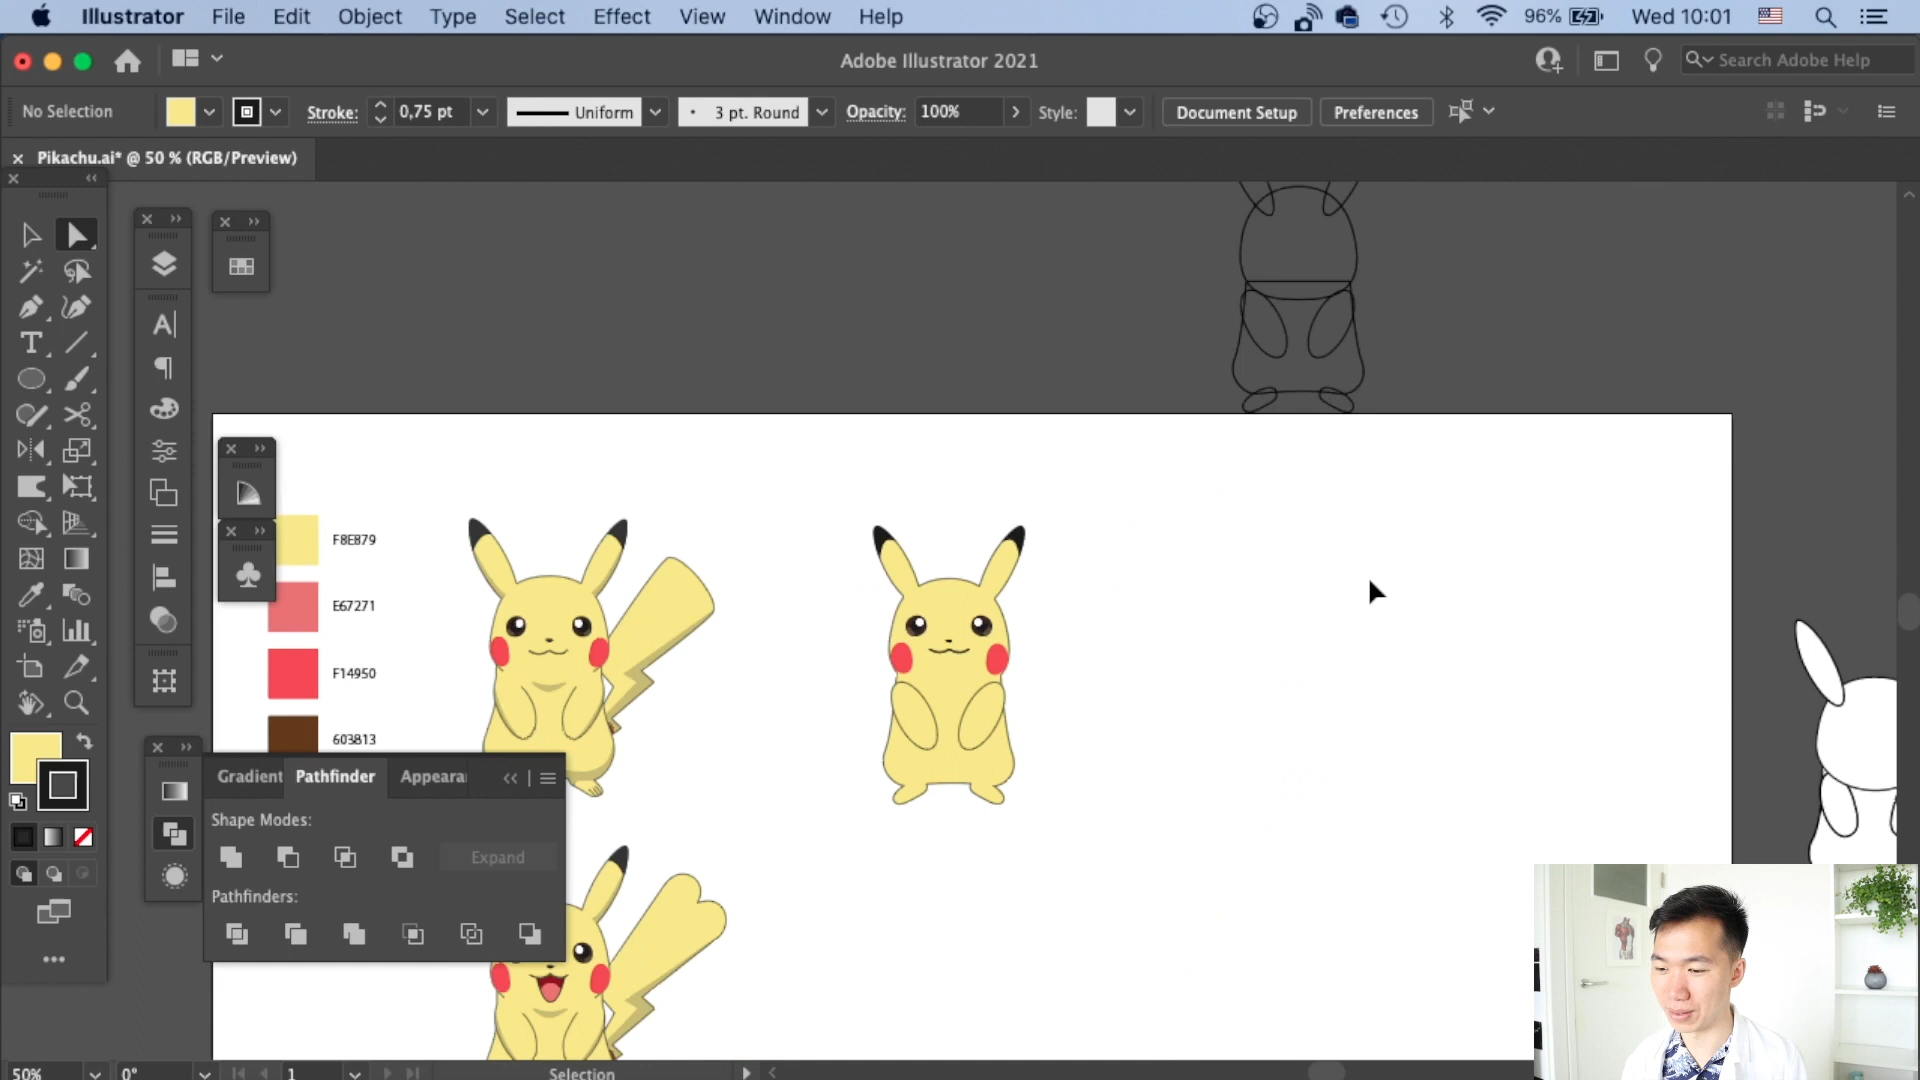 Illustrator File Edit Object Type Select Effect View Window Help 96% Wed 10:01
Adobe Illustrator 2021 Search Adobe Help
No Selection Stroke: 0,75 pt Uniform 3 pt. Round Opacity: 100% Style: Document Setup Preferences
Pikachu.ai* @ 50 % (RGB/Preview)
F8E879
E67271
F14950
603813
Gradient Pathfinder Appeara
Shape Modes:
Expand
Pathfinders:
50% 0° 1 Selection